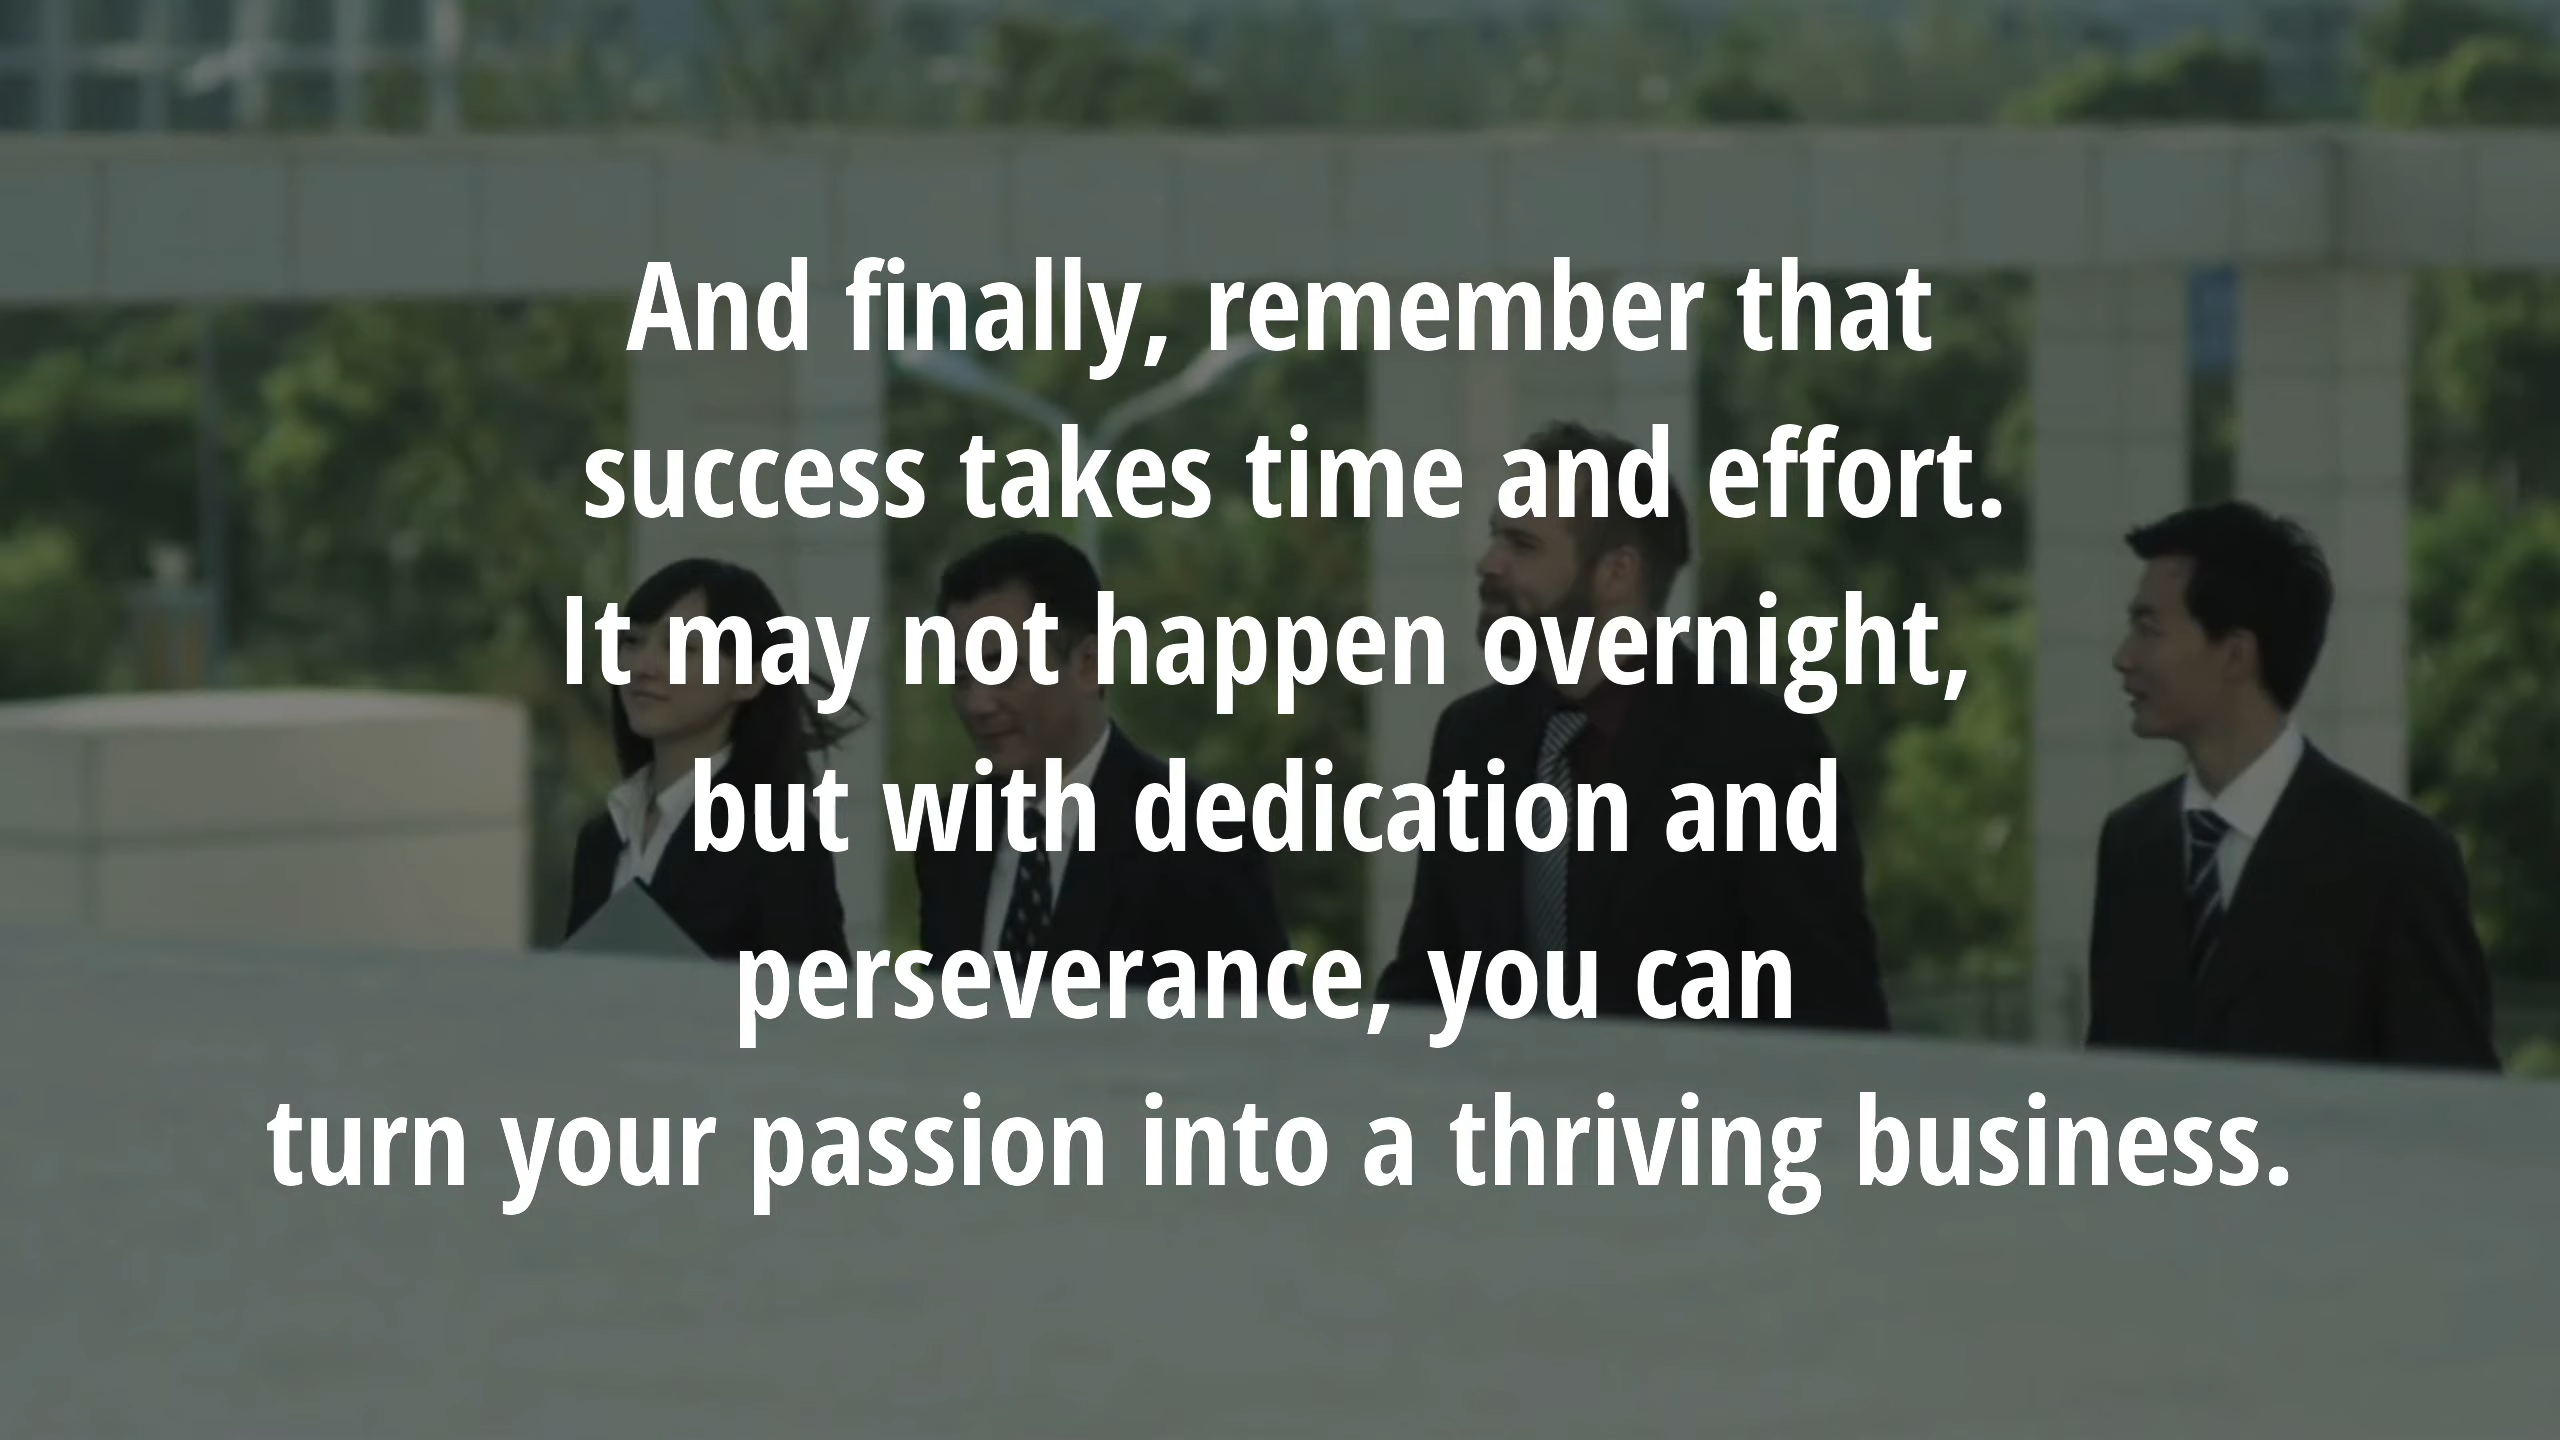 And finally, remember that
success takes time and effort.
It may not happen overnight,
but with dedication and
perseverance, you can
turn your passion into a thriving business.